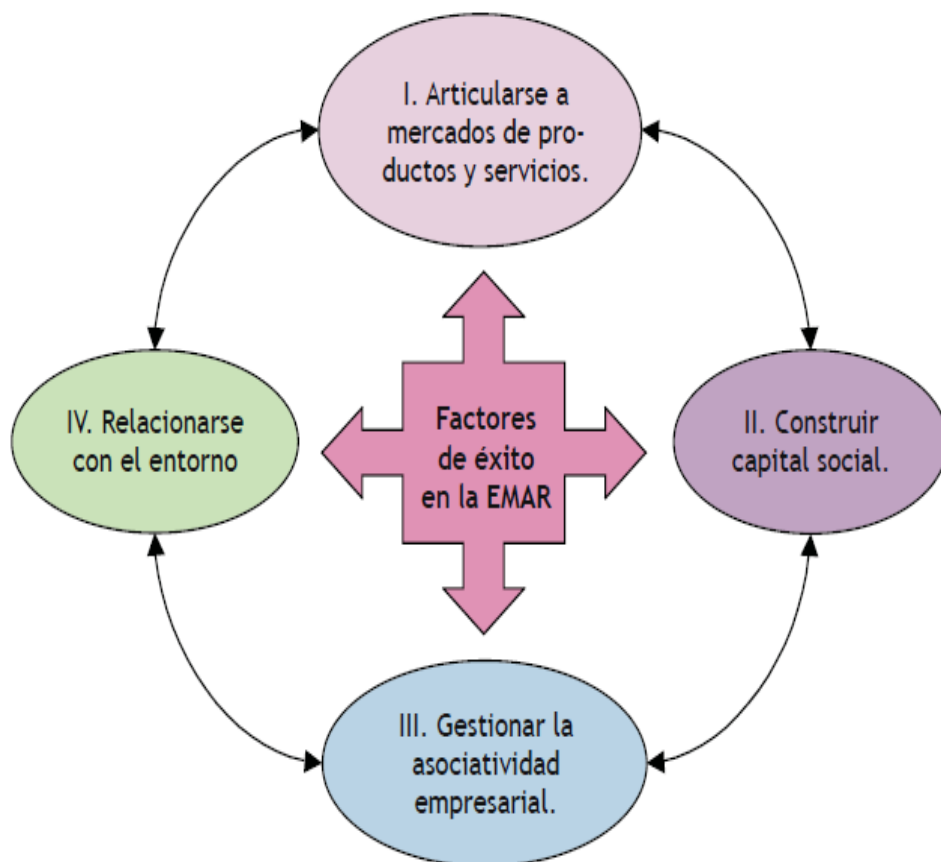 I. Articularse a
mercados de pro-
ductos y servicios.
IV. Relacionarse
con el entorno
Factores
de éxito
en la EMAR
II. Construir
capital social.
III. Gestionar la
asociatividad
empresarial.